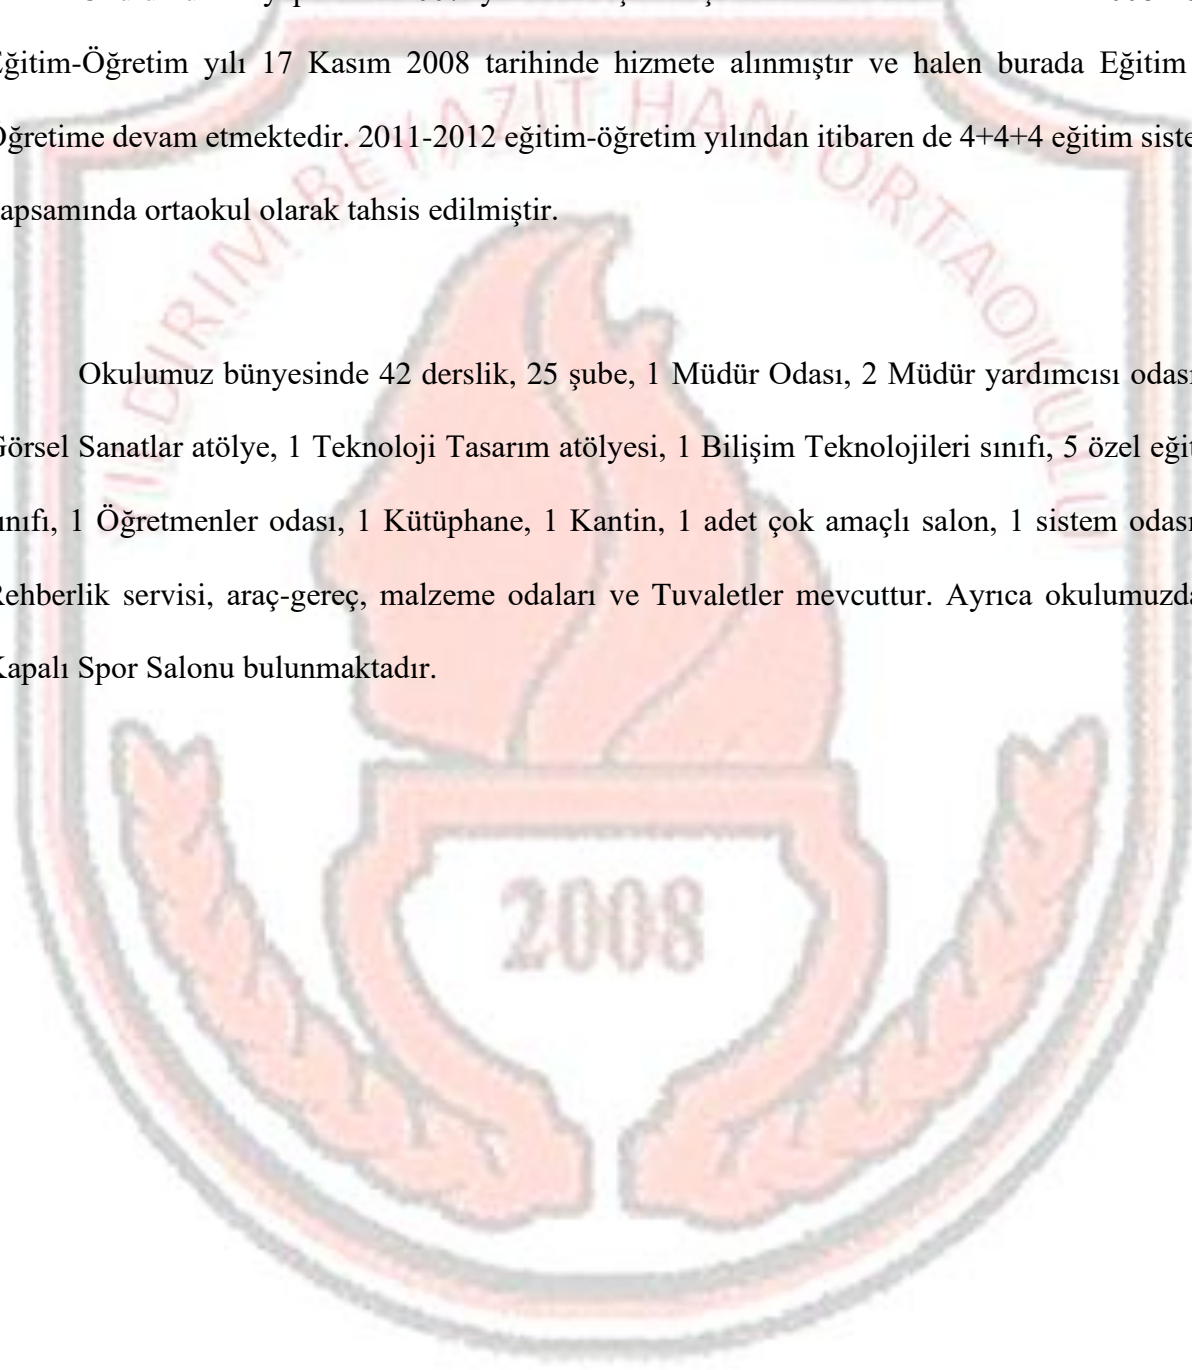 Eğitim-Öğretim yılı 17 Kasım 2008 tarihinde hizmete alınmıştır ve halen burada Eğitim
Öğretime devam etmektedir. 2011-2012 eğitim-öğretim yılından itibaren de 4+4+4 eğitim siste
apsamında ortaokul olarak tahsis edilmiştir.
YILDIRIM BEYAZIT HAN ORTAOKULU
Okulumuz bünyesinde 42 derslik, 25 şube, 1 Müdür Odası, 2 Müdür yardımcısı odası
Görsel Sanatlar atölye, 1 Teknoloji Tasarım atölyesi, 1 Bilişim Teknolojileri sınıfı, 5 özel eğit
ınıfı, 1 Öğretmenler odası, 1 Kütüphane, 1 Kantin, 1 adet çok amaçlı salon, 1 sistem odası
Rehberlik servisi, araç-gereç, malzeme odaları ve Tuvaletler mevcuttur. Ayrıca okulumuzda
Kapalı Spor Salonu bulunmaktadır.
2008